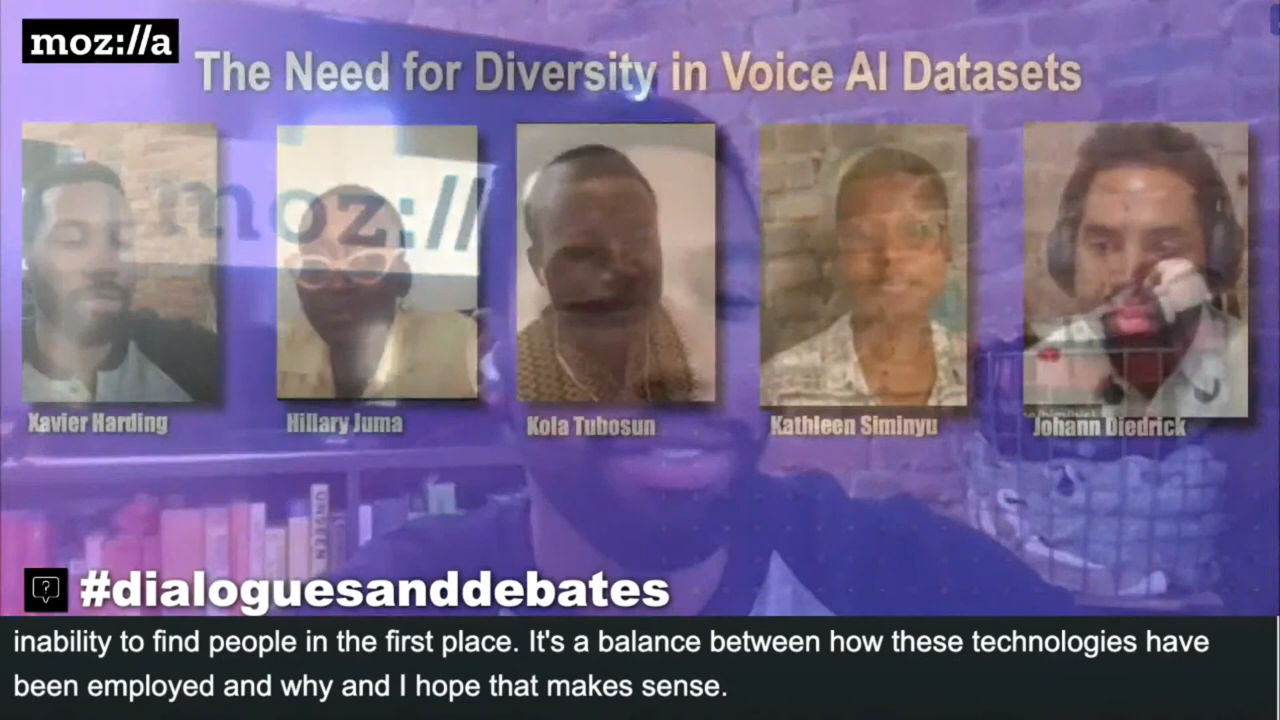 moz://a
The Need for Diversity in Voice AI Datasets
moz://
Xavier Harding
Hillary Juma
Kola Tubosun
Kathleen Siminyu
Johann Diedrick
UNSEEN
#dialoguesanddebates
inability to find people in the first place. It's a balance between how these technologies have
been employed and why and I hope that makes sense.